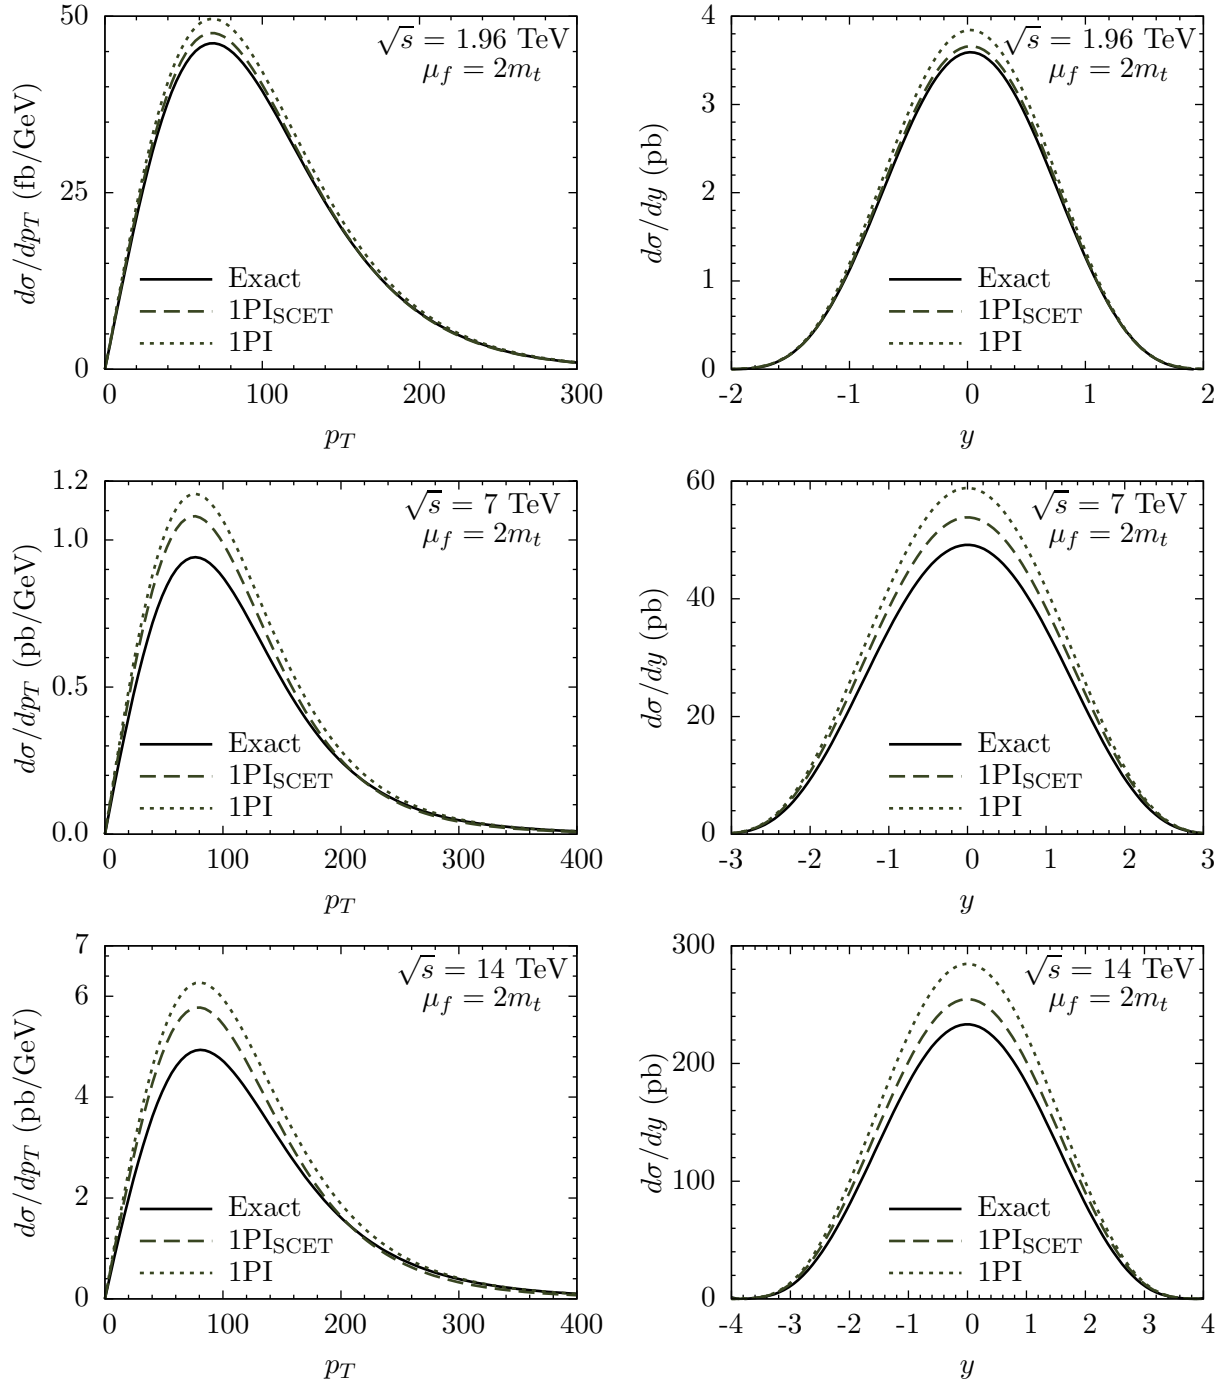 50
25
0
dσ/dp_T (fb/GeV)
√s = 1.96 TeV
μ_f = 2m_t
Exact
1PI_SCET
1PI
0 100 200 300
p_T
4
3
2
1
0
dσ/dy (pb)
√s = 1.96 TeV
μ_f = 2m_t
Exact
1PI_SCET
1PI
-2 -1 0 1 2
y
1.2
1.0
0.5
0.0
dσ/dp_T (pb/GeV)
√s = 7 TeV
μ_f = 2m_t
Exact
1PI_SCET
1PI
0 100 200 300 400
p_T
60
40
20
0
dσ/dy (pb)
√s = 7 TeV
μ_f = 2m_t
Exact
1PI_SCET
1PI
-3 -2 -1 0 1 2 3
y
7
6
4
2
0
dσ/dp_T (pb/GeV)
√s = 14 TeV
μ_f = 2m_t
Exact
1PI_SCET
1PI
0 100 200 300 400
p_T
300
200
100
0
dσ/dy (pb)
√s = 14 TeV
μ_f = 2m_t
Exact
1PI_SCET
1PI
-4 -3 -2 -1 0 1 2 3 4
y